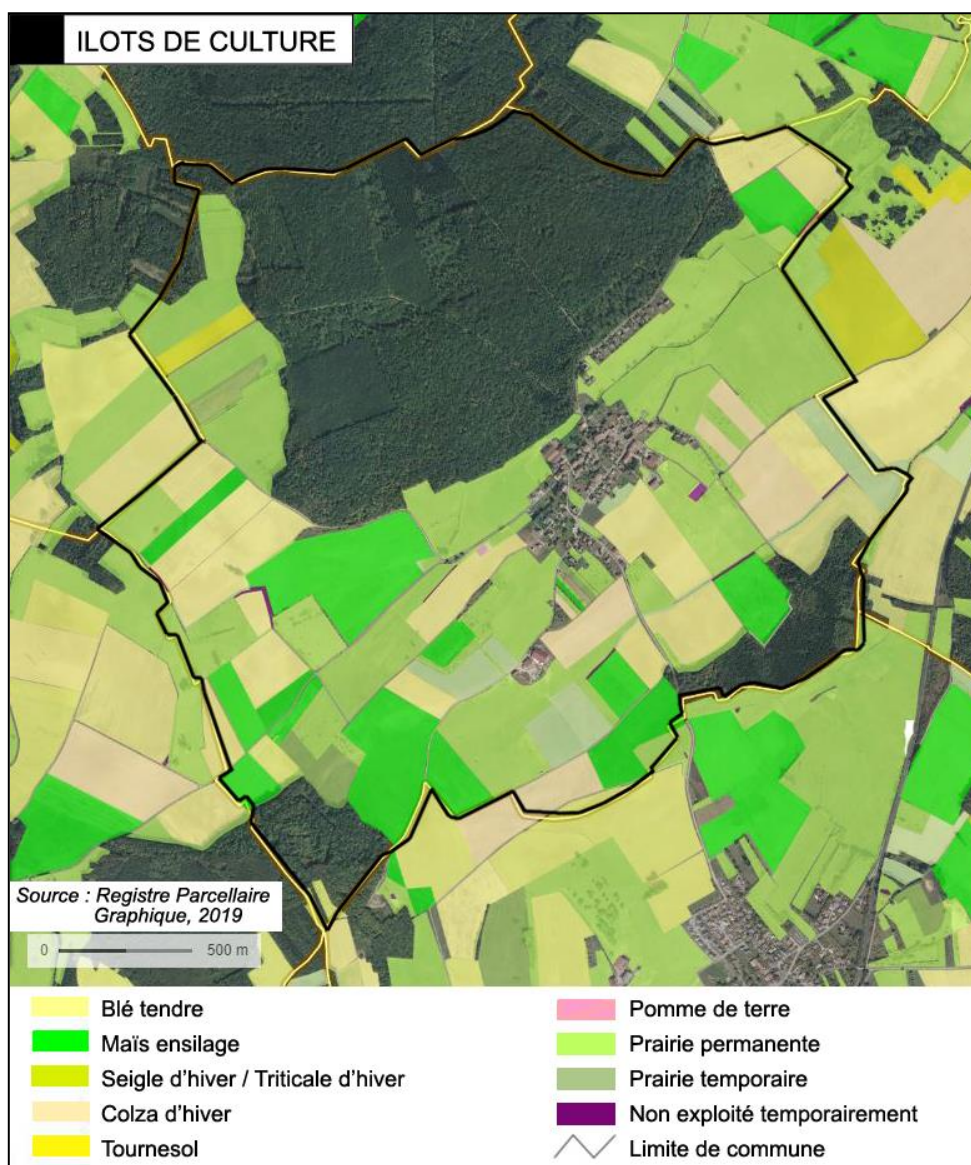 ILOTS DE CULTURE
Source : Registre Parcellaire
Graphique, 2019
0 500 m
Blé tendre
Maïs ensilage
Seigle d'hiver / Triticale d'hiver
Colza d'hiver
Tournesol
Pomme de terre
Prairie permanente
Prairie temporaire
Non exploité temporairement
Limite de commune